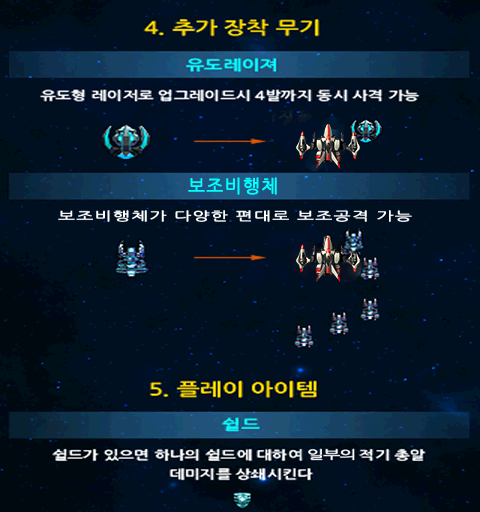 4. 추가 장착 무기
유도레이져
유도형 레이저로 업그레이드시 4발까지 동시 사격 가능
보조비행체
보조비행체가 다양한 편대로 보조공격 가능
5. 플레이 아이템
쉴드
쉴드가 있으면 하나의 쉴드에 대하여 일부의 적기 총알
데미지를 상쇄시킨다